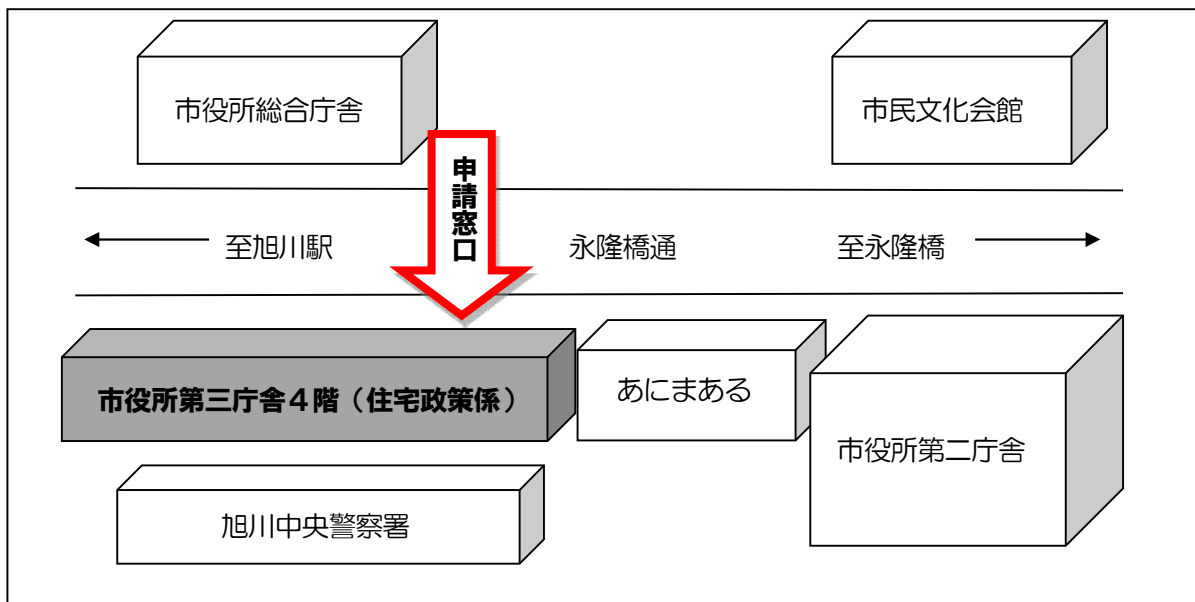 市役所総合庁舎
市民文化会館
申請窓口
至旭川駅
永隆橋通
至永隆橋
市役所第三庁舎4階（住宅政策係）
あにまある
市役所第二庁舎
旭川中央警察署